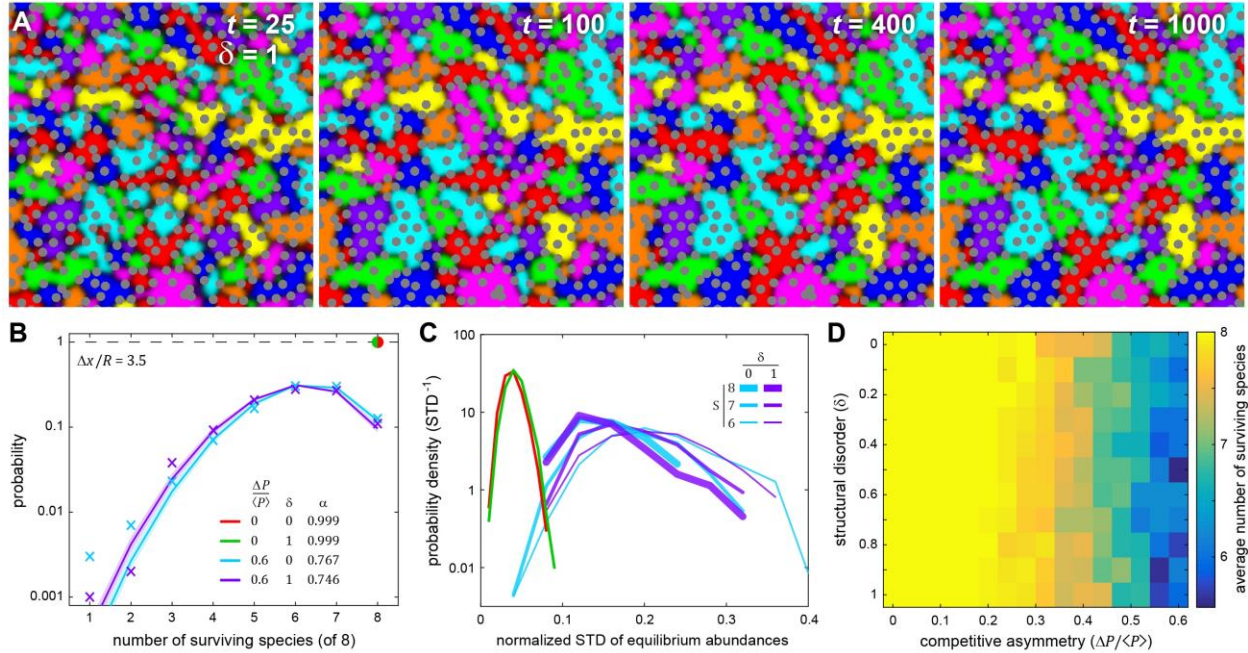 A
t = 25
δ = 1
t = 100
t = 400
t = 1000
B
1
0.1
0.01
0.001
probability
Δx/R = 3.5
ΔP/⟨P⟩ δ α
0 0 0.999
0 1 0.999
0.6 0 0.767
0.6 1 0.746
1 2 3 4 5 6 7 8
number of surviving species (of 8)
C
100
10
1
0.1
0.01
probability density (STD⁻¹)
δ
0 1
8
S 7
6
0 0.1 0.2 0.3 0.4
normalized STD of equilibrium abundances
D
0
0.2
0.4
0.6
0.8
1
structural disorder (δ)
0 0.1 0.2 0.3 0.4 0.5 0.6
competitive asymmetry (ΔP/⟨P⟩)
8
7
6
average number of surviving species